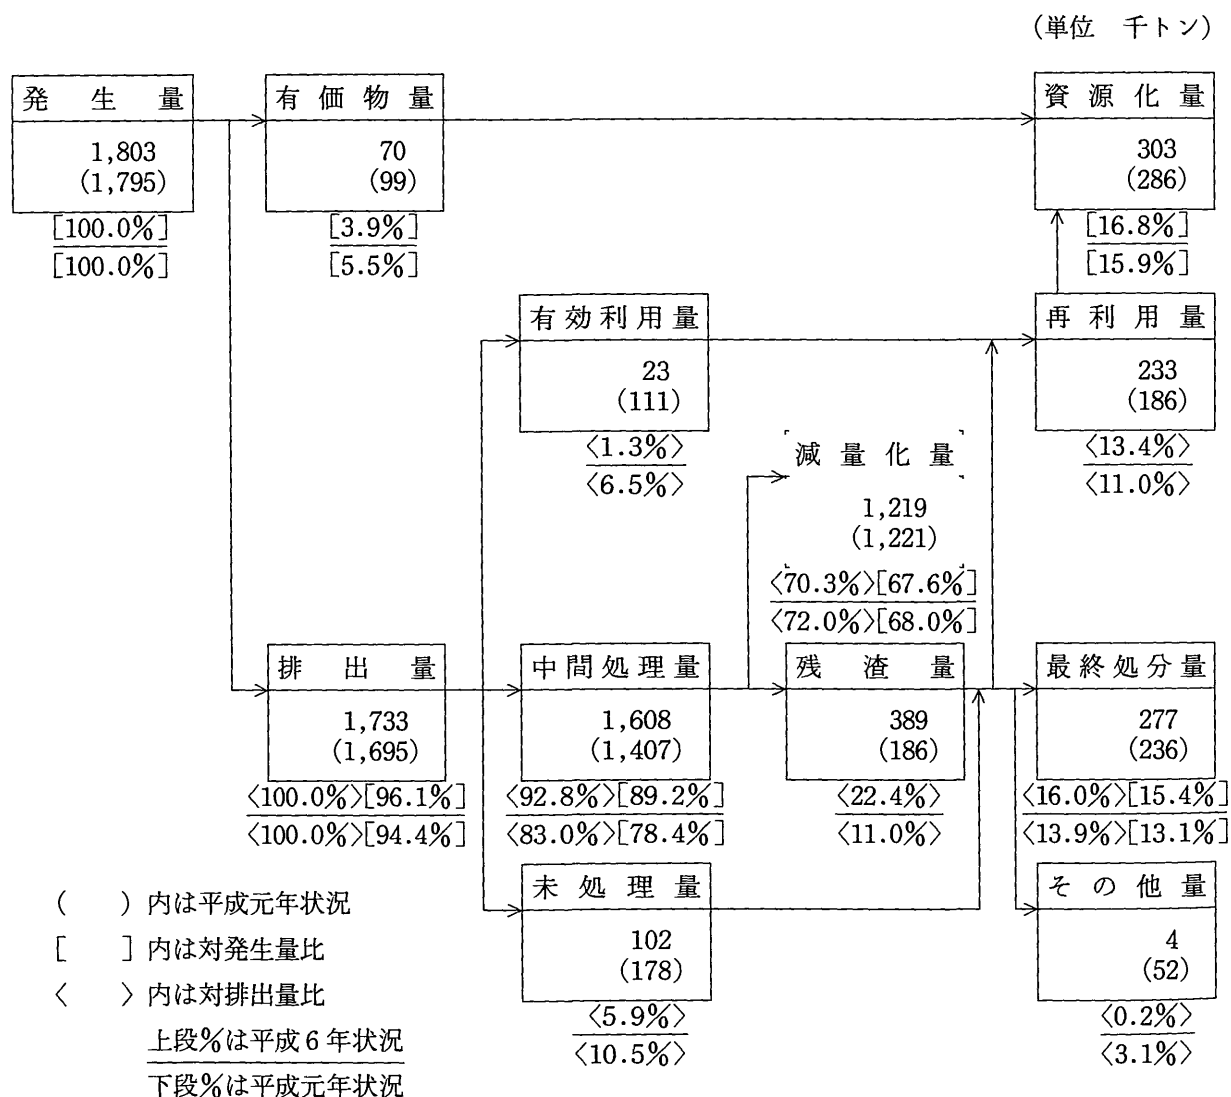 (単位 千トン)
発生量
1,803
(1,795)
[100.0%]
[100.0%]
有価物量
70
(99)
[3.9%]
[5.5%]
資源化量
303
(286)
[16.8%]
[15.9%]
有効利用量
23
(111)
〈1.3%〉
〈6.5%〉
再利用量
233
(186)
〈13.4%〉
〈11.0%〉
減量化量
1,219
(1,221)
〈70.3%〉[67.6%]
〈72.0%〉[68.0%]
排出量
1,733
(1,695)
〈100.0%〉[96.1%]
〈100.0%〉[94.4%]
中間処理量
1,608
(1,407)
〈92.8%〉[89.2%]
〈83.0%〉[78.4%]
残渣量
389
(186)
〈22.4%〉
〈11.0%〉
最終処分量
277
(236)
〈16.0%〉[15.4%]
〈13.9%〉[13.1%]
未処理量
102
(178)
〈5.9%〉
〈10.5%〉
その他量
4
(52)
〈0.2%〉
〈3.1%〉
( )内は平成元年状況
[ ]内は対発生量比
〈 〉内は対排出量比
上段%は平成6年状況
下段%は平成元年状況